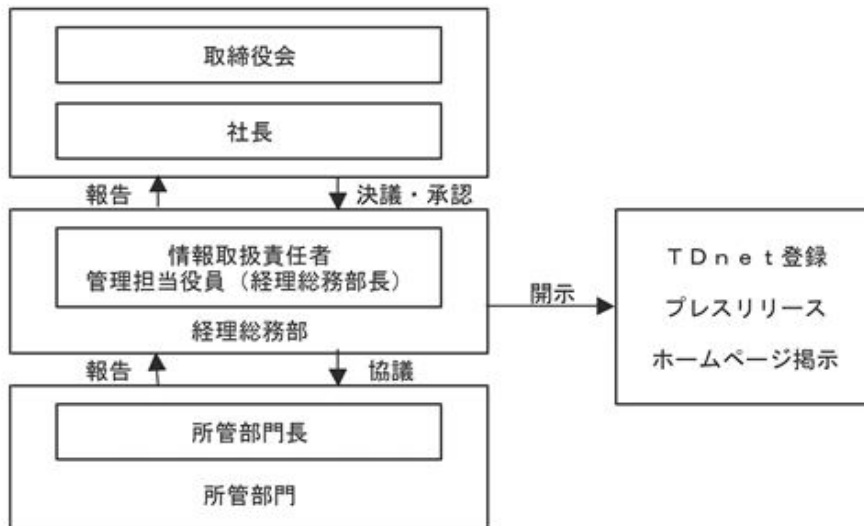 取締役会
社長
報告
決議・承認
情報取扱責任者
管理担当役員（経理総務部長）
経理総務部
開示
ＴＤｎｅｔ登録
プレスリリース
ホームページ掲示
報告
協議
所管部門長
所管部門